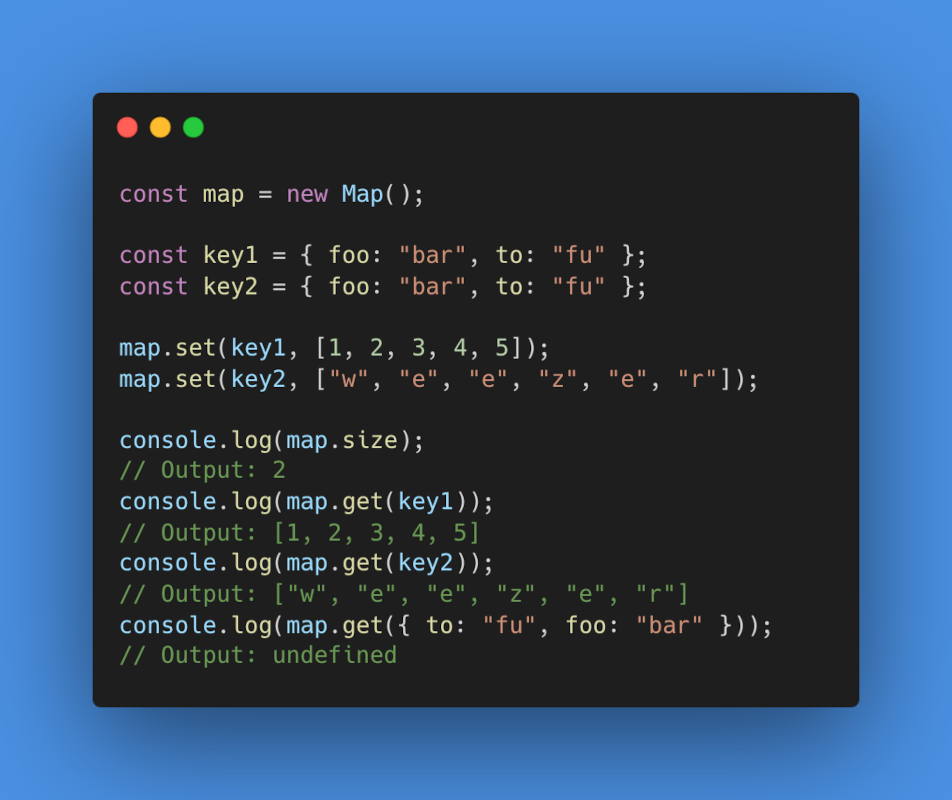 const map = new Map();
const key1 = { foo: "bar", to: "fu" };
const key2 = { foo: "bar", to: "fu" };
map.set(key1, [1, 2, 3, 4, 5]);
map.set(key2, ["w", "e", "e", "z", "e", "r"]);
console.log(map.size);
// Output: 2
console.log(map.get(key1));
// Output: [1, 2, 3, 4, 5]
console.log(map.get(key2));
// Output: ["w", "e", "e", "z", "e", "r"]
console.log(map.get({ to: "fu", foo: "bar" }));
// Output: undefined